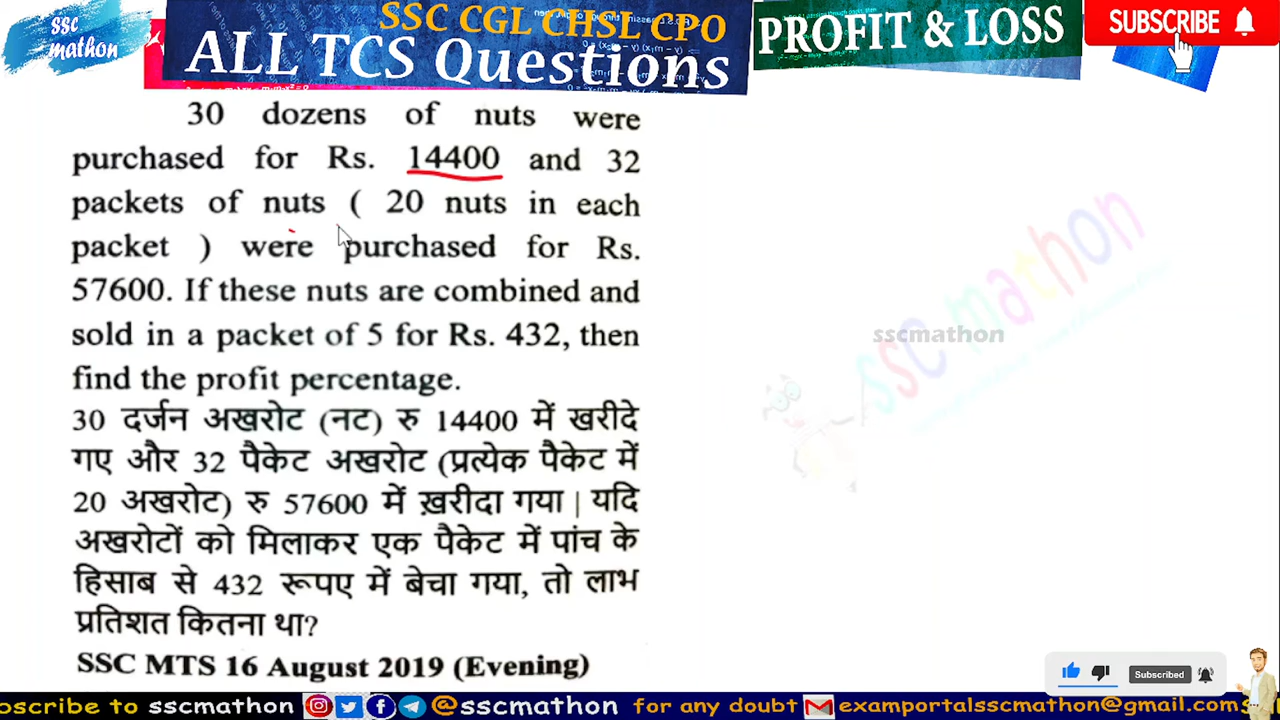 SSC CGL CHSL CPO
PROFIT & LOSS
SUBSCRIBE
ssc
mathon
ALL TCS Questions
30 dozens of nuts were
purchased for Rs. 14400 and 32
packets of nuts ( 20 nuts in each
packet ) were purchased for Rs.
57600. If these nuts are combined and
sold in a packet of 5 for Rs. 432, then
find the profit percentage.
30 दर्जन अखरोट (नट) रु 14400 में खरीदे
गए और 32 पैकेट अखरोट (प्रत्येक पैकेट में
20 अखरोट) रु 57600 में ख़रीदा गया | यदि
अखरोटों को मिलाकर एक पैकेट में पांच के
हिसाब से 432 रूपए में बेचा गया, तो लाभ
प्रतिशत कितना था?
SSC MTS 16 August 2019 (Evening)
sscmathon
ssc mathon
Subscribed
bscribe to sscmathon @sscmathon for any doubt examportalsscmathon@gmail.com